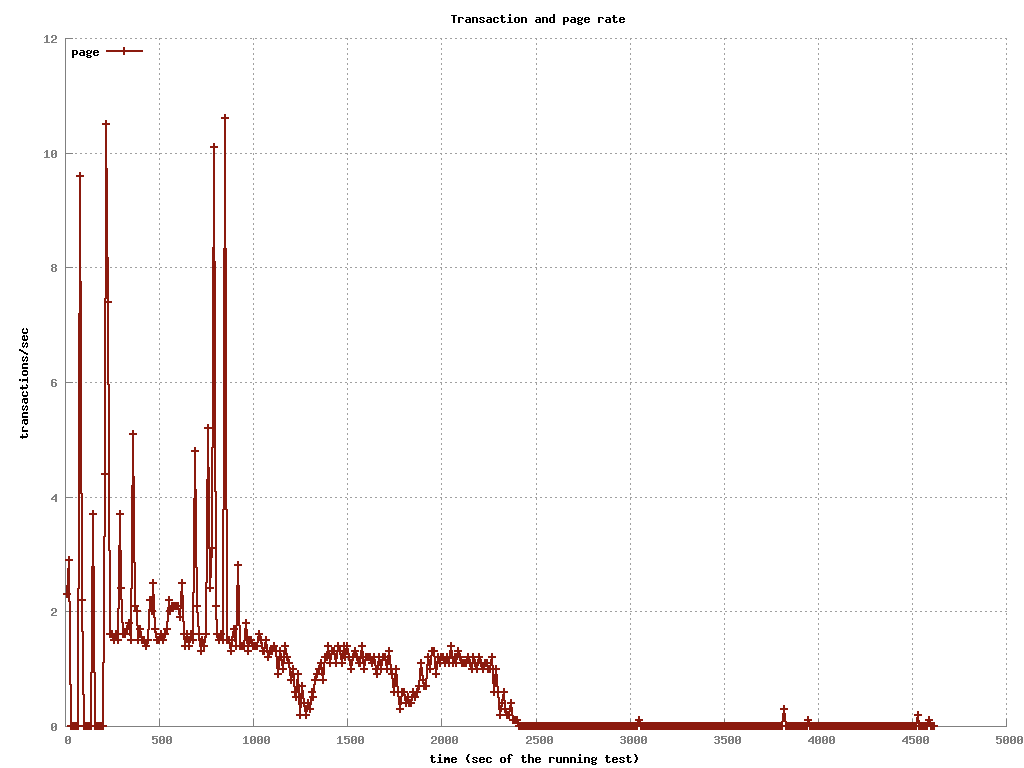 Transaction and page rate
12
page
10
8
6
4
2
0
transactions/sec
0 500 1000 1500 2000 2500 3000 3500 4000 4500 5000
time (sec of the running test)